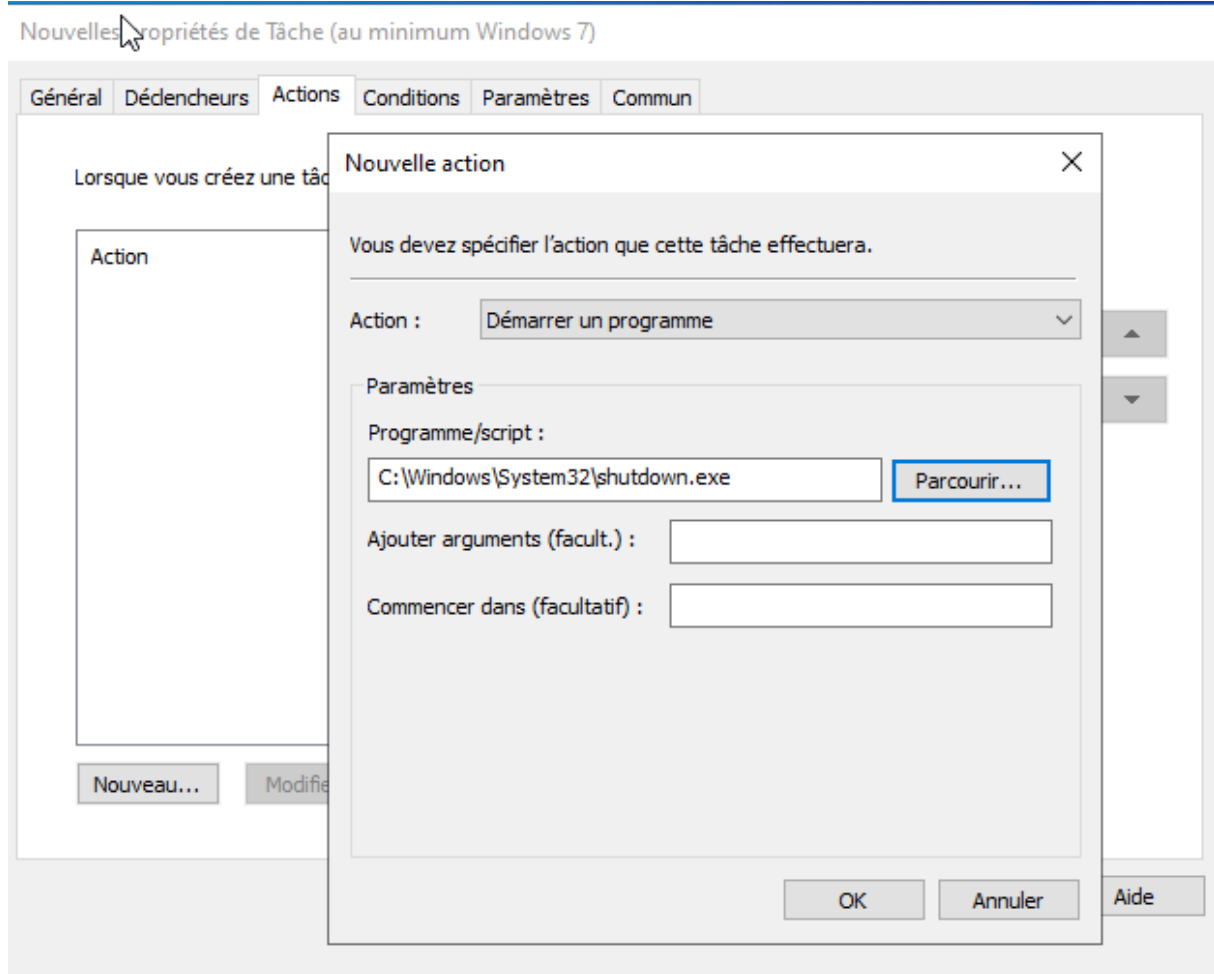 Nouvelles propriétés de Tâche (au minimum Windows 7)
Général Déclencheurs Actions Conditions Paramètres Commun
Lorsque vous créez une tâc
Action
Nouveau... Modifie
Nouvelle action
Vous devez spécifier l'action que cette tâche effectuera.
Action : Démarrer un programme
Paramètres
Programme/script :
C:\Windows\System32\shutdown.exe Parcourir...
Ajouter arguments (facult.) :
Commencer dans (facultatif) :
OK Annuler
Aide